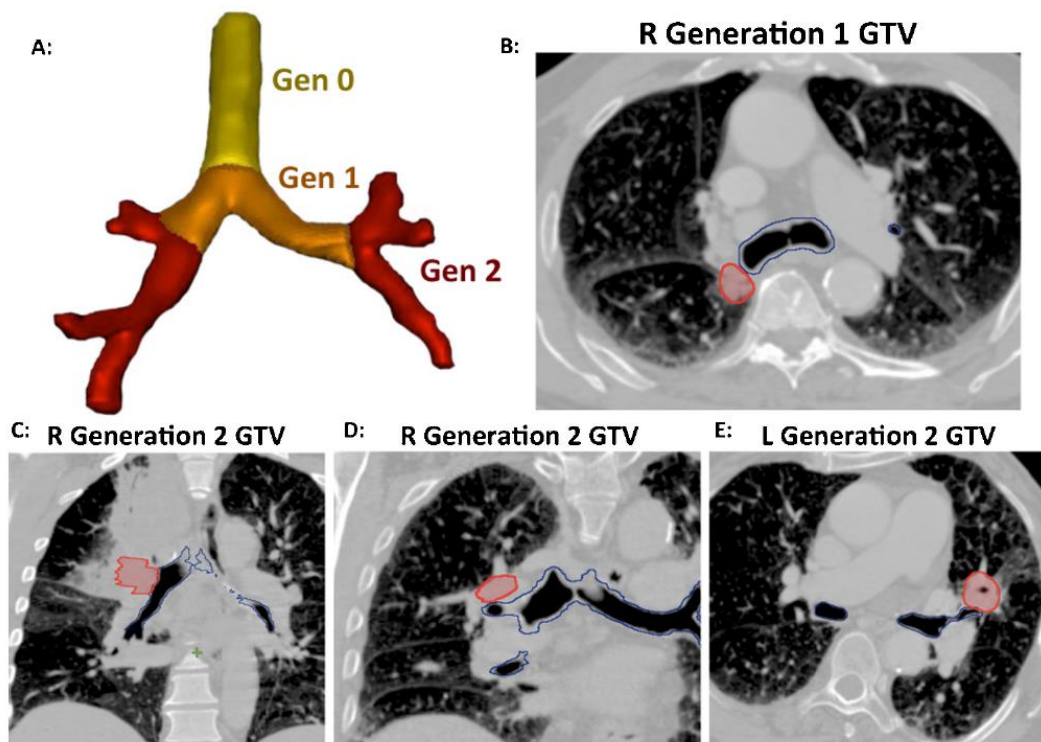 A:
Gen 0
Gen 1
Gen 2
B:
R Generation 1 GTV
C:
R Generation 2 GTV
D:
R Generation 2 GTV
E:
L Generation 2 GTV